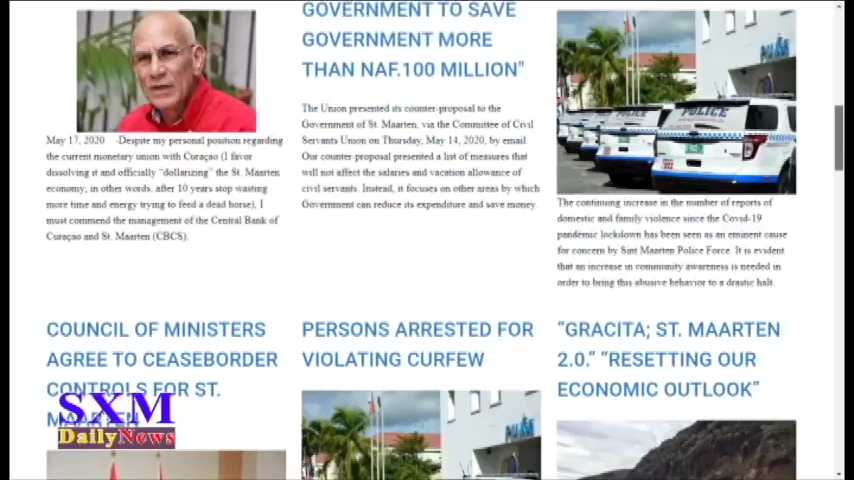 May 17, 2020 -Despite my personal position regarding
the current monetary union with Curaçao (I favor
dissolving it and officially “dollarizing” the St. Maarten
economy; in other words, after 10 years stop wasting
more time and energy trying to feed a dead horse), I
must commend the management of the Central Bank of
Curaçao and St. Maarten (CBCS).
GOVERNMENT TO SAVE
GOVERNMENT MORE
THAN NAF.100 MILLION"
The Union presented its counter-proposal to the
Government of St. Maarten, via the Committee of Civil
Servants Union on Thursday, May 14, 2020, by email.
Our counter-proposal presented a list of measures that
will not affect the salaries and vacation allowance of
civil servants. Instead, it focuses on other areas by which
Government can reduce its expenditure and save money.
POLICE
The continuing increase in the number of reports of
domestic and family violence since the Covid-19
pandemic lockdown has been seen as an eminent cause
for concern by Sint Maarten Police Force. It is evident
that an increase in community awareness is needed in
order to bring this abusive behavior to a drastic halt.
COUNCIL OF MINISTERS
AGREE TO CEASEBORDER
CONTROLS FOR ST.
MAARTEN
SXM
DailyNews
PERSONS ARRESTED FOR
VIOLATING CURFEW
“GRACITA; ST. MAARTEN
2.0.” “RESETTING OUR
ECONOMIC OUTLOOK”